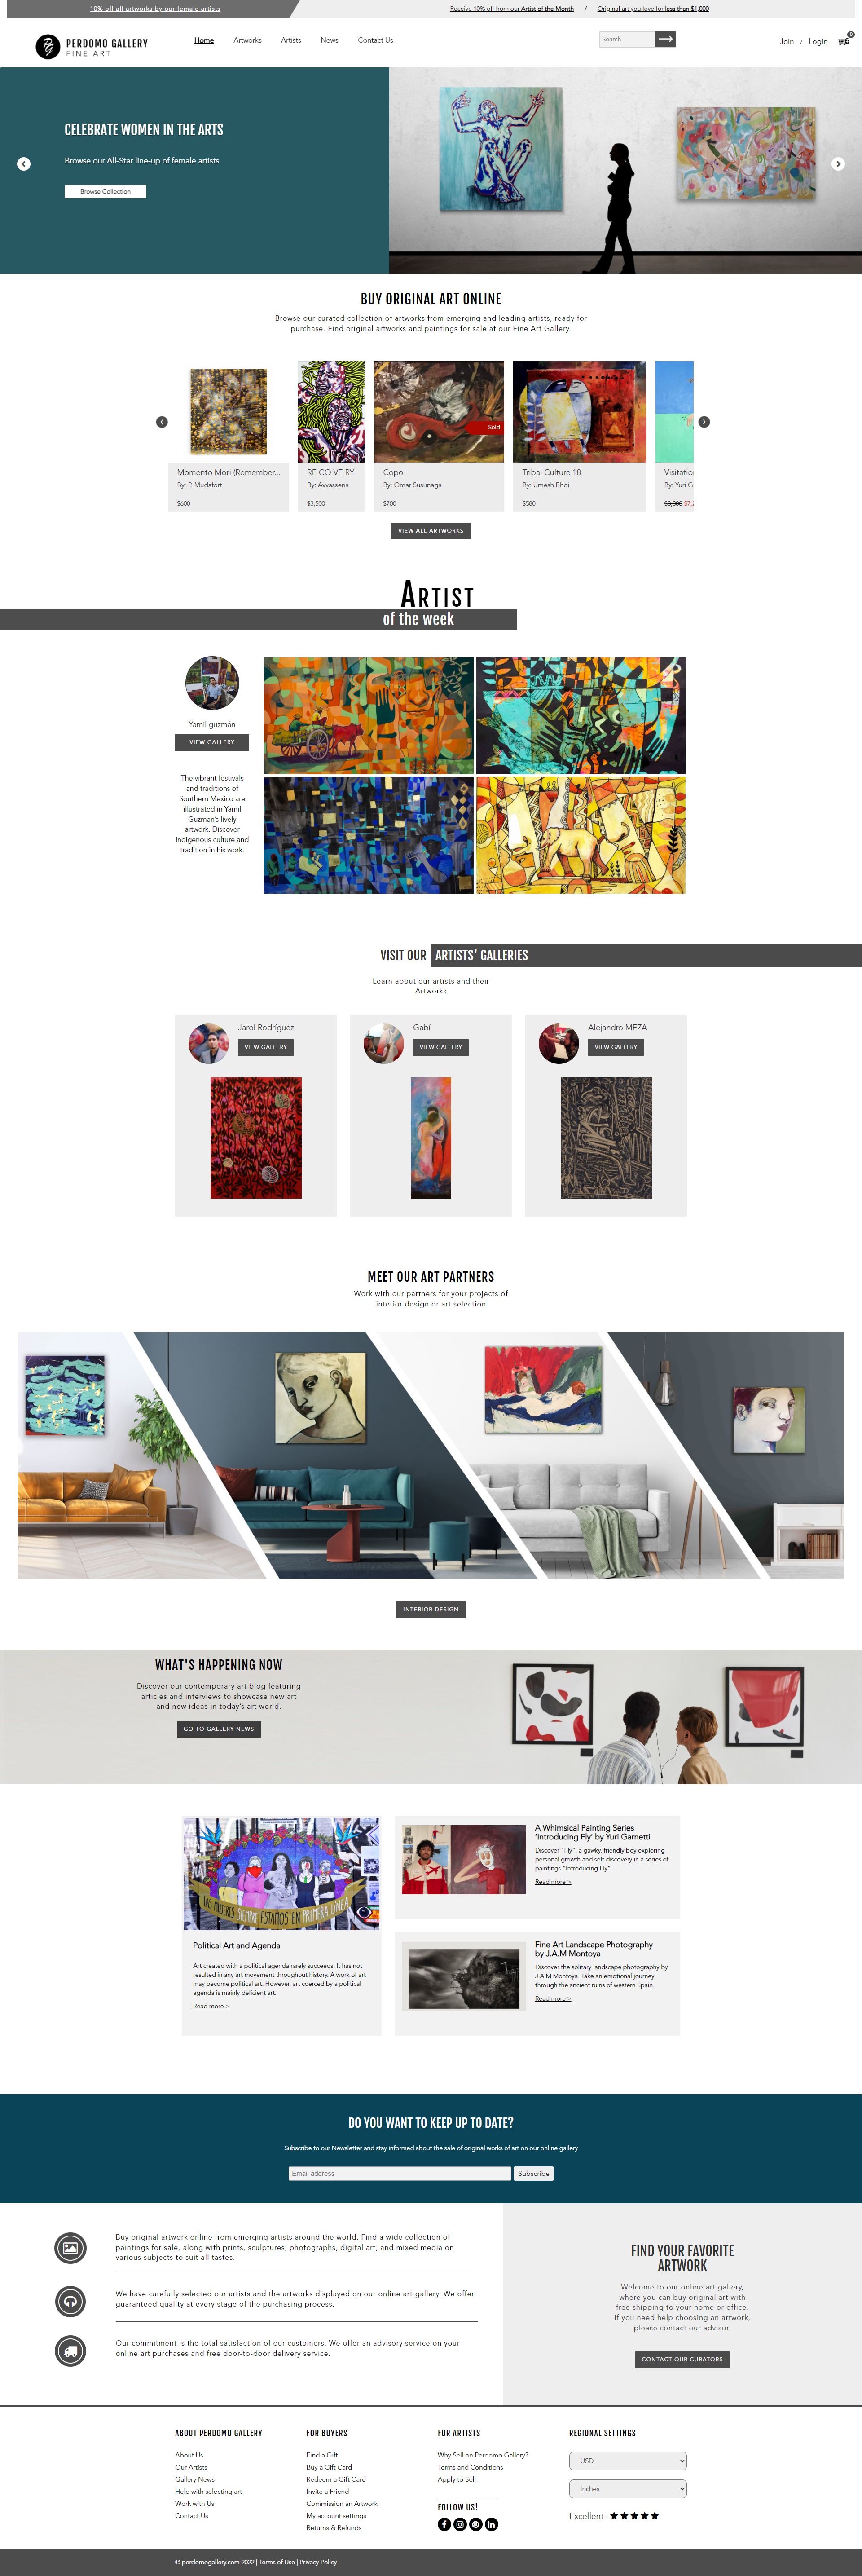 10% off all artworks by our female artists
Receive 10% off from our Artist of the Month / Original art you love for less than $1,000
PERDOMO GALLERY
FINE ART
Home Artworks Artists News Contact Us
Search
Join / Login
0
CELEBRATE WOMEN IN THE ARTS
Browse our All-Star line-up of female artists
Browse Collection
BUY ORIGINAL ART ONLINE
Browse our curated collection of artworks from emerging and leading artists, ready for
purchase. Find original artworks and paintings for sale at our Fine Art Gallery.
Momento Mori (Remember...
By: P. Mudafort
$600
RE CO VE RY
By: Avvassena
$3,500
Sold
Copo
By: Omar Susunaga
$700
Tribal Culture 18
By: Umesh Bhoi
$580
Visitatio
By: Yuri G
$8,000 $7,2
VIEW ALL ARTWORKS
ARTIST
of the week
Yamil guzmán
VIEW GALLERY
The vibrant festivals
and traditions of
Southern Mexico are
illustrated in Yamil
Guzman's lively
artwork. Discover
indigenous culture and
tradition in his work.
VISIT OUR ARTISTS' GALLERIES
Learn about our artists and their
Artworks
Jarol Rodríguez
VIEW GALLERY
Gabí
VIEW GALLERY
Alejandro MEZA
VIEW GALLERY
MEET OUR ART PARTNERS
Work with our partners for your projects of
interior design or art selection
INTERIOR DESIGN
WHAT'S HAPPENING NOW
Discover our contemporary art blog featuring
articles and interviews to showcase new art
and new ideas in today's art world.
GO TO GALLERY NEWS
LAS MUJERES SIEMPRE ESTAMOS EN PRIMERA LINEA
Political Art and Agenda
Art created with a political agenda rarely succeeds. It has not
resulted in any art movement throughout history. A work of art
may become political art. However, art coerced by a political
agenda is mainly deficient art.
Read more >
A Whimsical Painting Series
'Introducing Fly' by Yuri Garnetti
Discover "Fly", a gawky, friendly boy exploring
personal growth and self-discovery in a series of
paintings "Introducing Fly".
Read more >
Fine Art Landscape Photography
by J.A.M Montoya
Discover the solitary landscape photography by
J.A.M Montoya. Take an emotional journey
through the ancient ruins of western Spain.
Read more >
DO YOU WANT TO KEEP UP TO DATE?
Subscribe to our Newsletter and stay informed about the sale of original works of art on our online gallery
Email address
Subscribe
Buy original artwork online from emerging artists around the world. Find a wide collection of
paintings for sale, along with prints, sculptures, photographs, digital art, and mixed media on
various subjects to suit all tastes.
We have carefully selected our artists and the artworks displayed on our online art gallery. We offer
guaranteed quality at every stage of the purchasing process.
Our commitment is the total satisfaction of our customers. We offer an advisory service on your
online art purchases and free door-to-door delivery service.
FIND YOUR FAVORITE
ARTWORK
Welcome to our online art gallery,
where you can buy original art with
free shipping to your home or office.
If you need help choosing an artwork,
please contact our advisor.
CONTACT OUR CURATORS
ABOUT PERDOMO GALLERY
About Us
Our Artists
Gallery News
Help with selecting art
Work with Us
Contact Us
FOR BUYERS
Find a Gift
Buy a Gift Card
Redeem a Gift Card
Invite a Friend
Commission an Artwork
My account settings
Returns & Refunds
FOR ARTISTS
Why Sell on Perdomo Gallery?
Terms and Conditions
Apply to Sell
FOLLOW US!
REGIONAL SETTINGS
USD
Inches
Excellent - ★★★★★
© perdomogallery.com 2022 | Terms of Use | Privacy Policy